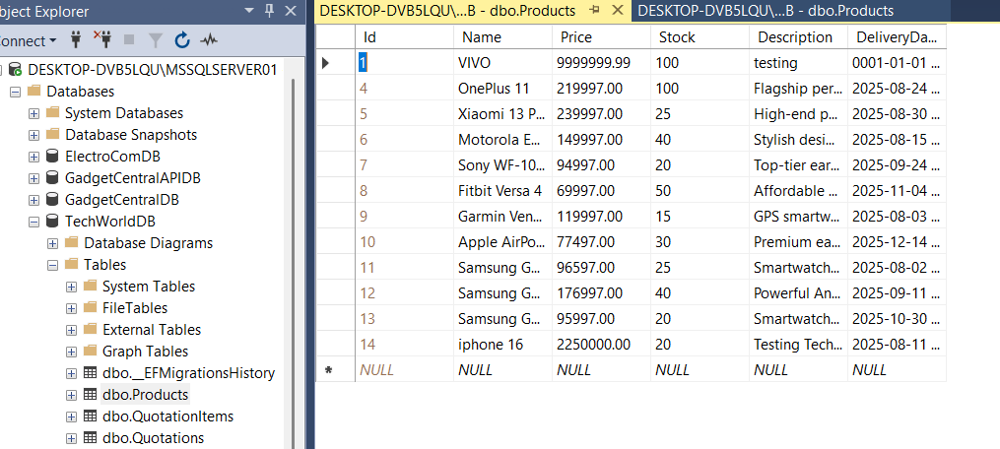 bject Explorer
DESKTOP-DVB5LQU\...B - dbo.Products
DESKTOP-DVB5LQU\...B - dbo.Products
onnect
DESKTOP-DVB5LQU\MSSQLSERVER01
Databases
System Databases
Database Snapshots
ElectroComDB
GadgetCentralAPIDB
GadgetCentralDB
TechWorldDB
Database Diagrams
Tables
System Tables
FileTables
External Tables
Graph Tables
dbo.__EFMigrationsHistory
dbo.Products
dbo.QuotationItems
dbo.Quotations
Id Name Price Stock Description DeliveryDa...
1 VIVO 9999999.99 100 testing 0001-01-01 ...
4 OnePlus 11 219997.00 100 Flagship per... 2025-08-24 ...
5 Xiaomi 13 P... 239997.00 25 High-end p... 2025-08-30 ...
6 Motorola E... 149997.00 40 Stylish desi... 2025-08-15 ...
7 Sony WF-10... 94997.00 20 Top-tier ear... 2025-09-24 ...
8 Fitbit Versa 4 69997.00 50 Affordable ... 2025-11-04 ...
9 Garmin Ven... 119997.00 15 GPS smartw... 2025-08-03 ...
10 Apple AirPo... 77497.00 30 Premium ea... 2025-12-14 ...
11 Samsung G... 96597.00 25 Smartwatch... 2025-08-02 ...
12 Samsung G... 176997.00 40 Powerful An... 2025-09-11 ...
13 Samsung G... 95997.00 20 Smartwatch... 2025-10-30 ...
14 iphone 16 2250000.00 20 Testing Tech... 2025-08-11 ...
NULL NULL NULL NULL NULL NULL